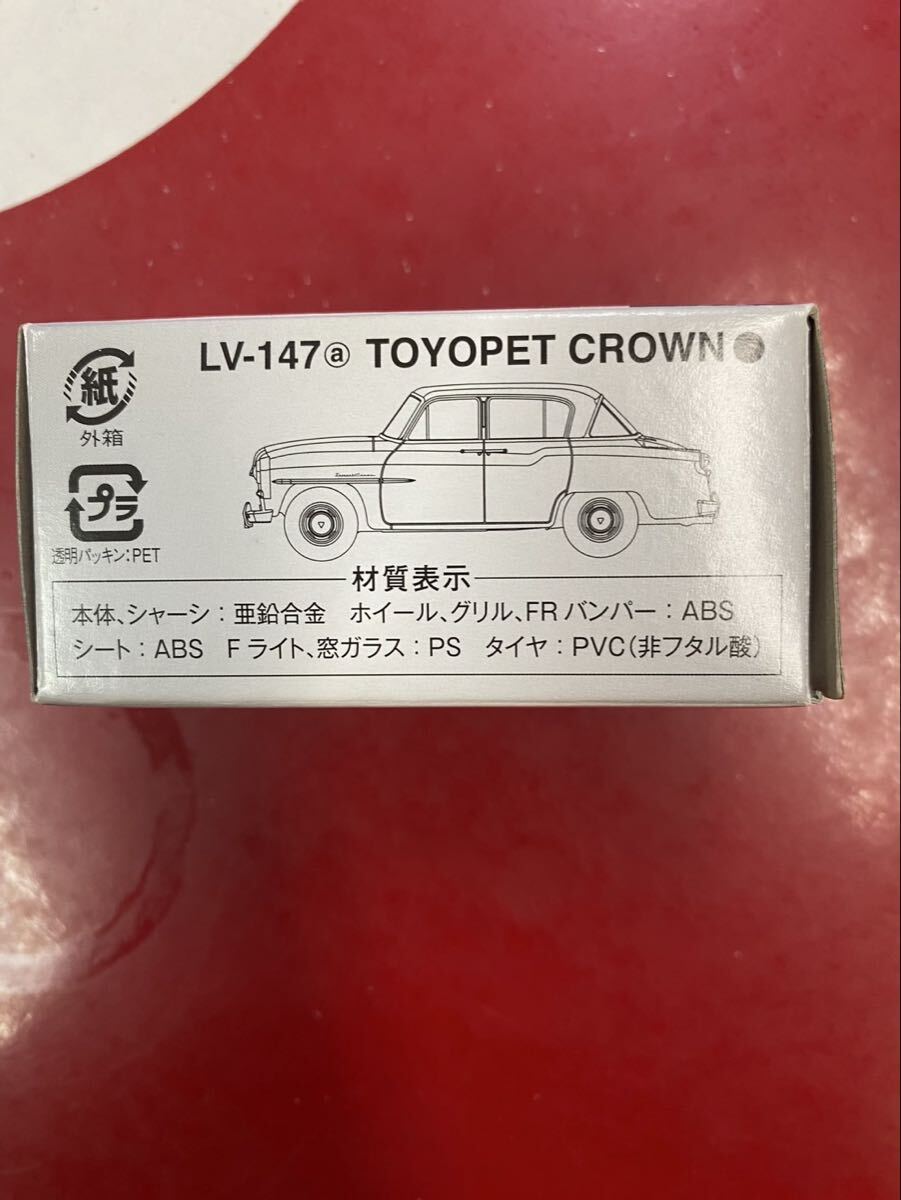 LV-147ⓐ TOYOPET CROWN●
紙
外箱
プラ
透明パッキン:PET
材質表示
本体、シャーシ:亜鉛合金 ホイール、グリル、FRバンパー:ABS
シート:ABS Fライト、窓ガラス:PS タイヤ:PVC(非フタル酸)